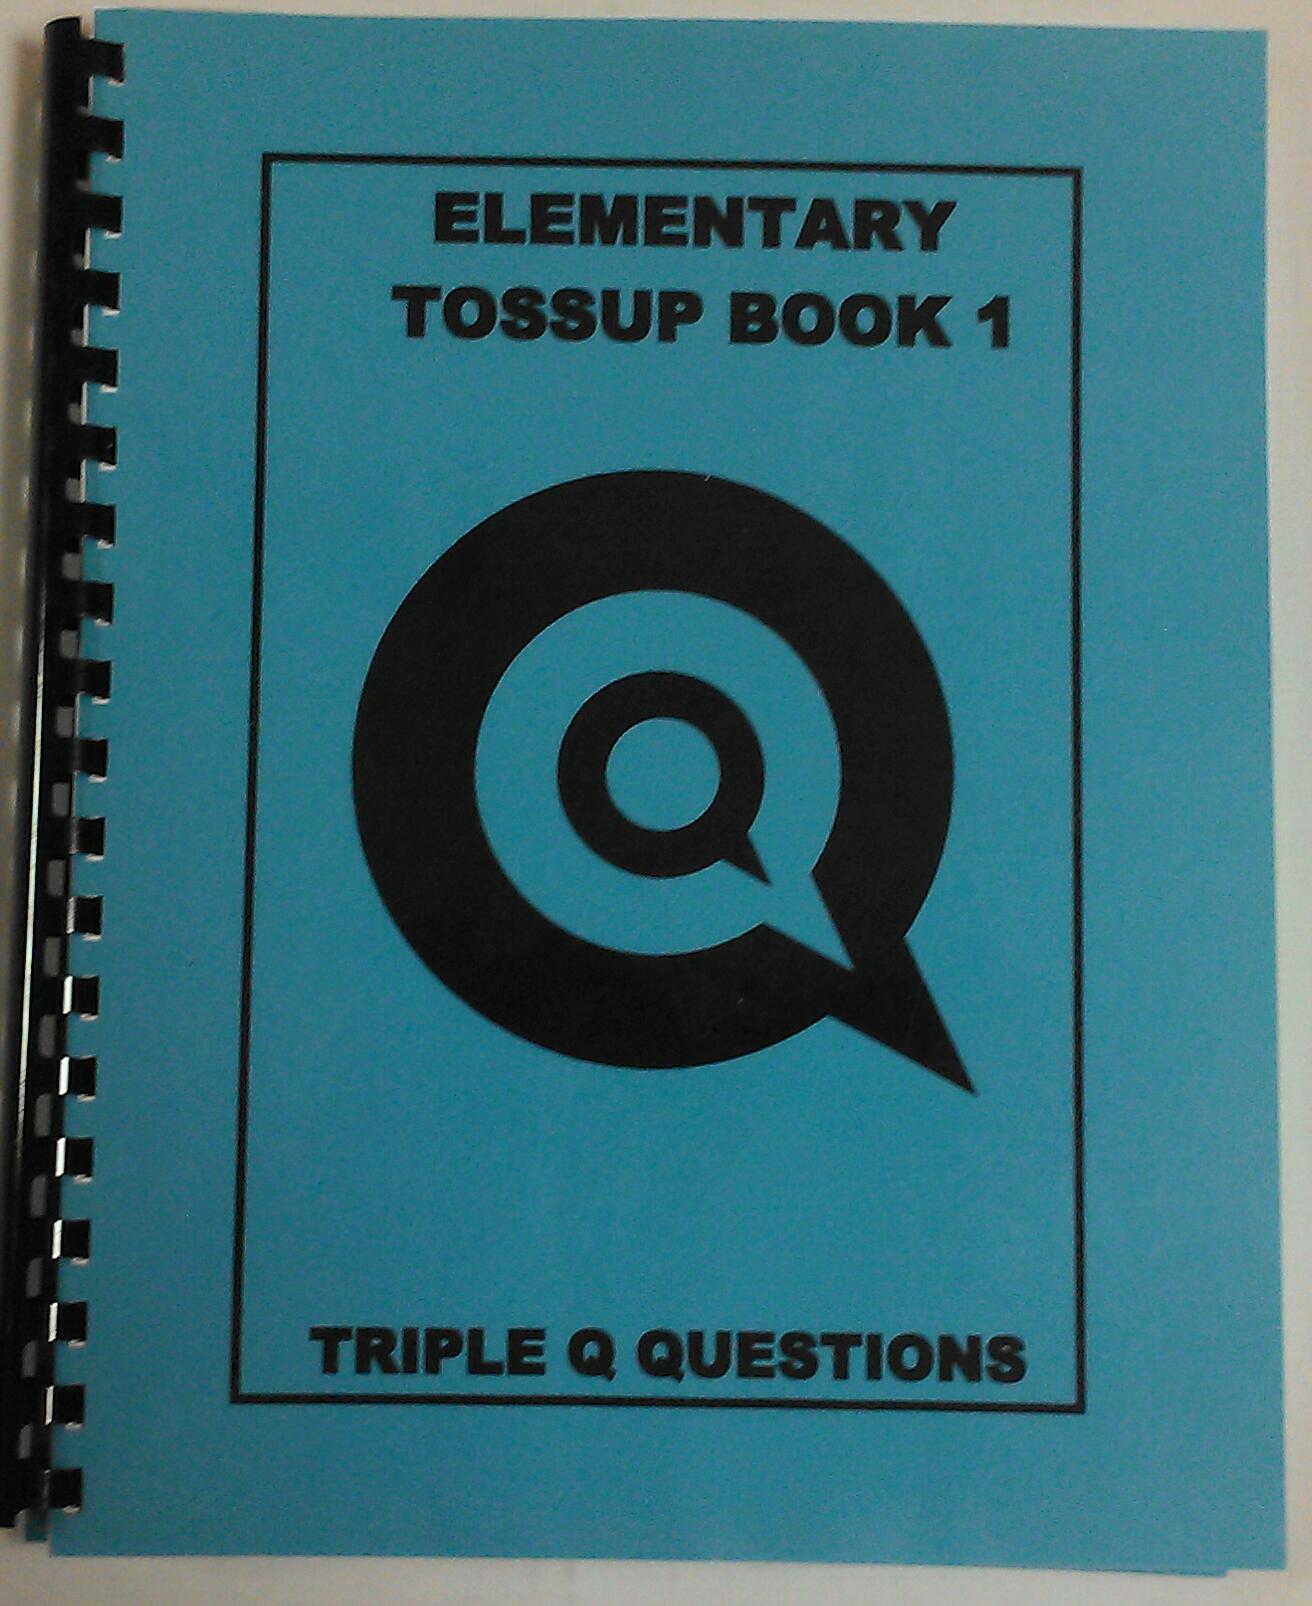 ELEMENTARY
TOSSUP BOOK 1
TRIPLE Q QUESTIONS